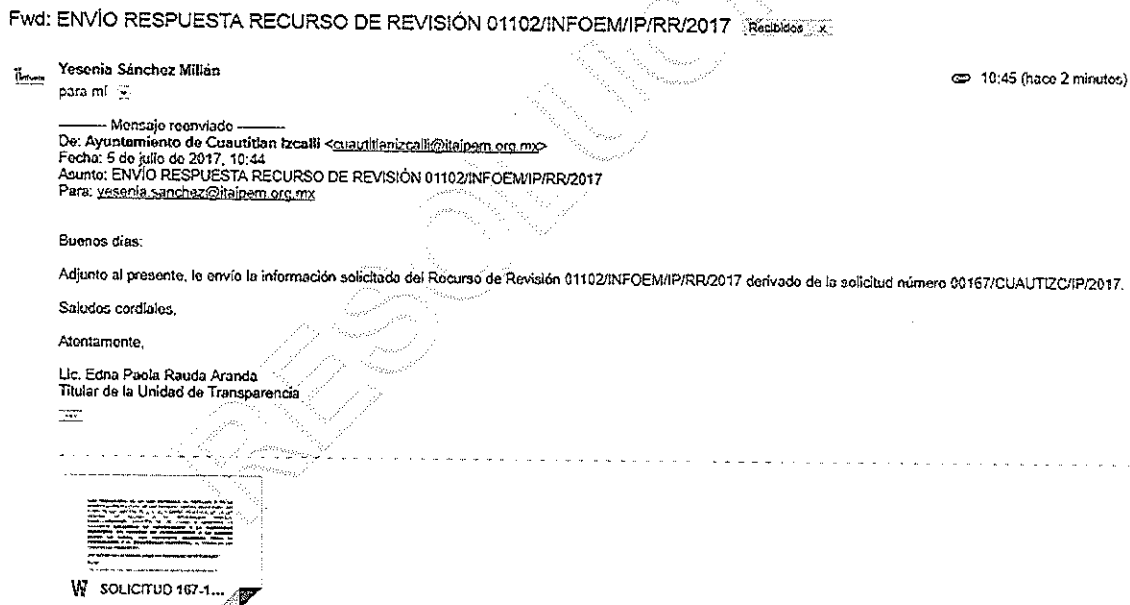 Fwd: ENVÍO RESPUESTA RECURSO DE REVISIÓN 01102/INFOEM/IP/RR/2017 Recibidos x
Yesenia Sánchez Millán 10:45 (hace 2 minutos)
para mí
---------- Mensaje reenviado ----------
De: Ayuntamiento de Cuautitlan Izcalli <cuautitlanizcalli@itaipem.org.mx>
Fecha: 5 de julio de 2017, 10:44
Asunto: ENVÍO RESPUESTA RECURSO DE REVISIÓN 01102/INFOEM/IP/RR/2017
Para: yesenia.sanchez@itaipem.org.mx
Buenos días:
Adjunto al presente, le envío la información solicitada del Recurso de Revisión 01102/INFOEM/IP/RR/2017 derivado de la solicitud número 00167/CUAUTIZC/IP/2017.
Saludos cordiales,
Atentamente,
Lic. Edna Paola Rauda Aranda
Titular de la Unidad de Transparencia
W SOLICITUD 167-1...